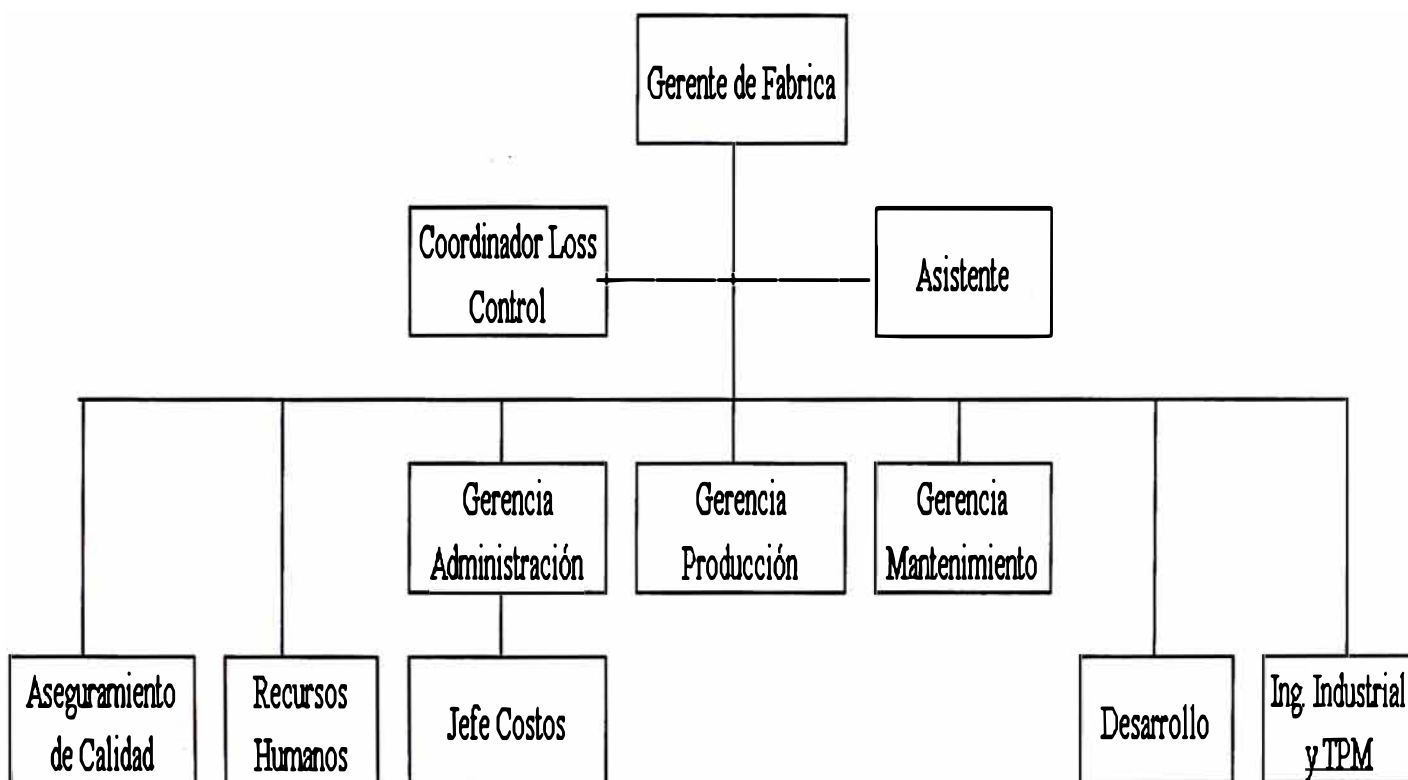 Gerente de Fabrica
Coordinador Loss
Control
Asistente
Gerencia
Administración
Gerencia
Producción
Gerencia
Mantenimiento
Aseguramiento
de Calidad
Recursos
Humanos
Jefe Costos
Desarrollo
Ing. Industrial
y TPM